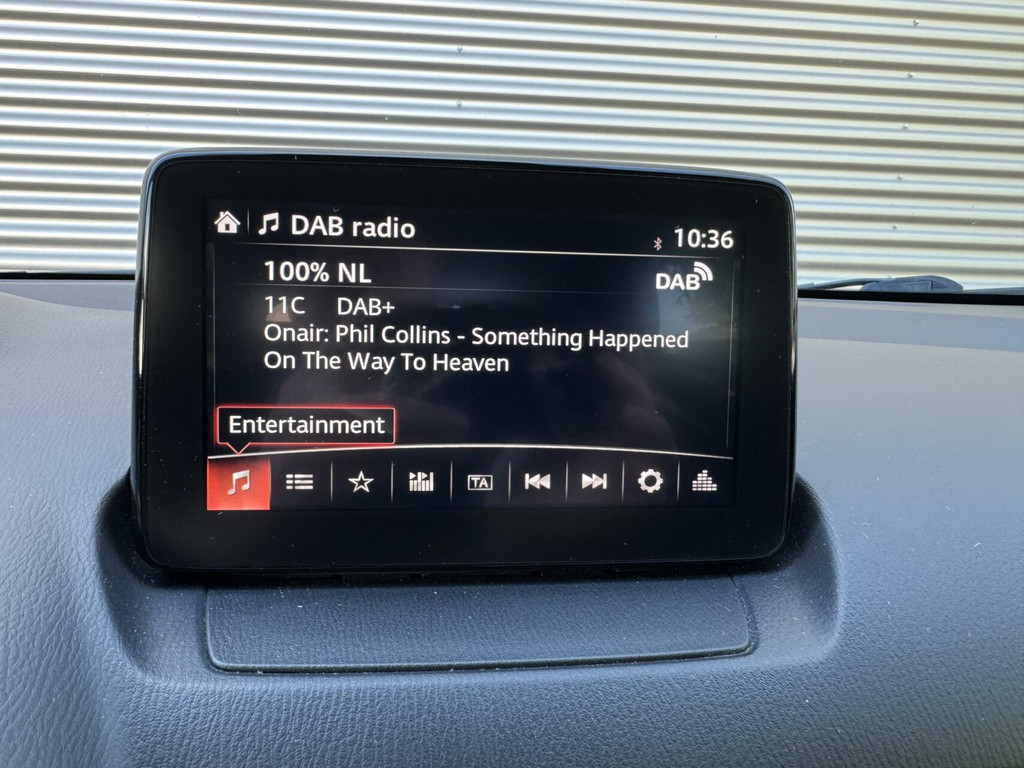 DAB radio
10:36
100% NL
DAB
11C DAB+
Onair: Phil Collins - Something Happened
On The Way To Heaven
Entertainment
TA